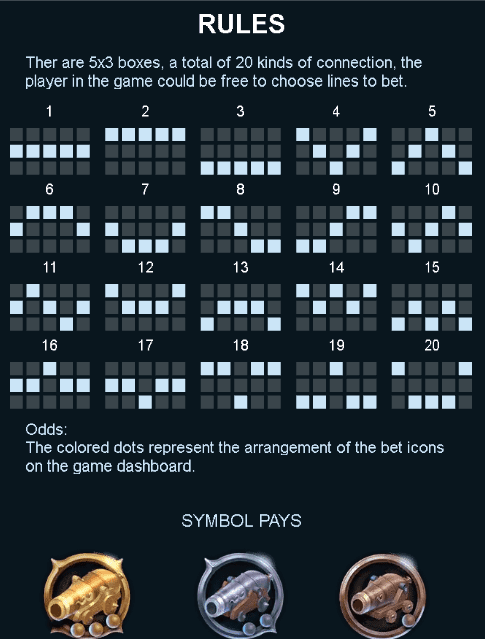 RULES
Ther are 5x3 boxes, a total of 20 kinds of connection, the
player in the game could be free to choose lines to bet.
1 2 3 4 5
6 7 8 9 10
11 12 13 14 15
16 17 18 19 20
Odds:
The colored dots represent the arrangement of the bet icons
on the game dashboard.
SYMBOL PAYS